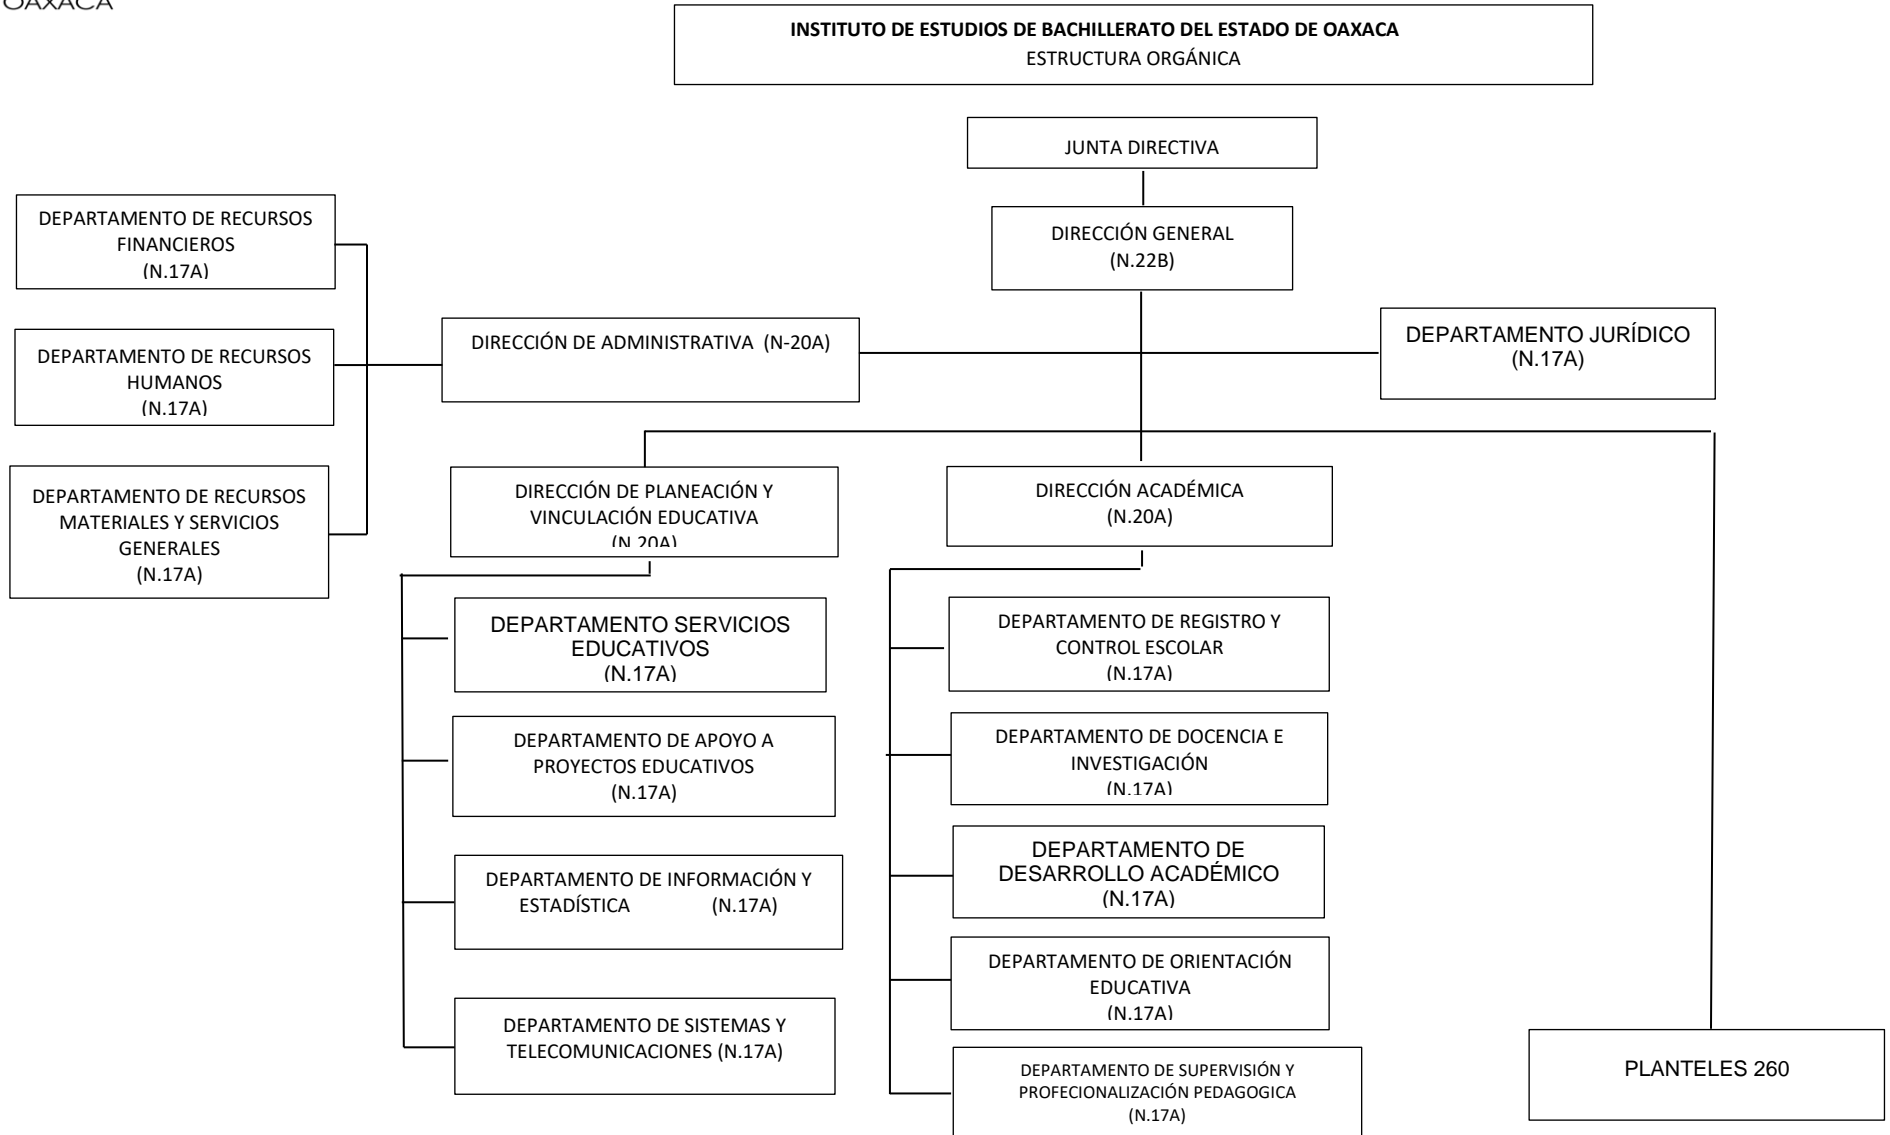 OAXACA
INSTITUTO DE ESTUDIOS DE BACHILLERATO DEL ESTADO DE OAXACA
ESTRUCTURA ORGÁNICA
JUNTA DIRECTIVA
DIRECCIÓN GENERAL
(N.22B)
DEPARTAMENTO DE RECURSOS
FINANCIEROS
(N.17A)
DEPARTAMENTO DE RECURSOS
HUMANOS
(N.17A)
DEPARTAMENTO DE RECURSOS
MATERIALES Y SERVICIOS
GENERALES
(N.17A)
DIRECCIÓN DE ADMINISTRATIVA (N-20A)
DEPARTAMENTO JURÍDICO
(N.17A)
DIRECCIÓN DE PLANEACIÓN Y
VINCULACIÓN EDUCATIVA
(N.20A)
DEPARTAMENTO SERVICIOS
EDUCATIVOS
(N.17A)
DEPARTAMENTO DE APOYO A
PROYECTOS EDUCATIVOS
(N.17A)
DEPARTAMENTO DE INFORMACIÓN Y
ESTADÍSTICA (N.17A)
DEPARTAMENTO DE SISTEMAS Y
TELECOMUNICACIONES (N.17A)
DIRECCIÓN ACADÉMICA
(N.20A)
DEPARTAMENTO DE REGISTRO Y
CONTROL ESCOLAR
(N.17A)
DEPARTAMENTO DE DOCENCIA E
INVESTIGACIÓN
(N.17A)
DEPARTAMENTO DE
DESARROLLO ACADÉMICO
(N.17A)
DEPARTAMENTO DE ORIENTACIÓN
EDUCATIVA
(N.17A)
DEPARTAMENTO DE SUPERVISIÓN Y
PROFECIONALIZACIÓN PEDAGOGICA
(N.17A)
PLANTELES 260